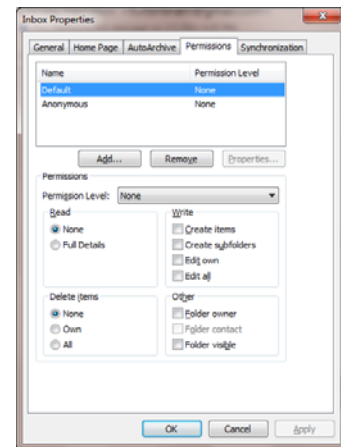 Inbox Properties
General Home Page AutoArchive Permissions Synchronization
Name Permission Level
Default None
Anonymous None
Add... Remove Properties...
Permissions
Permission Level: None
Read Write
None Create items
Full Details Create subfolders
Edit own
Edit all
Delete items Other
None Folder owner
Own Folder contact
All Folder visible
OK Cancel Apply